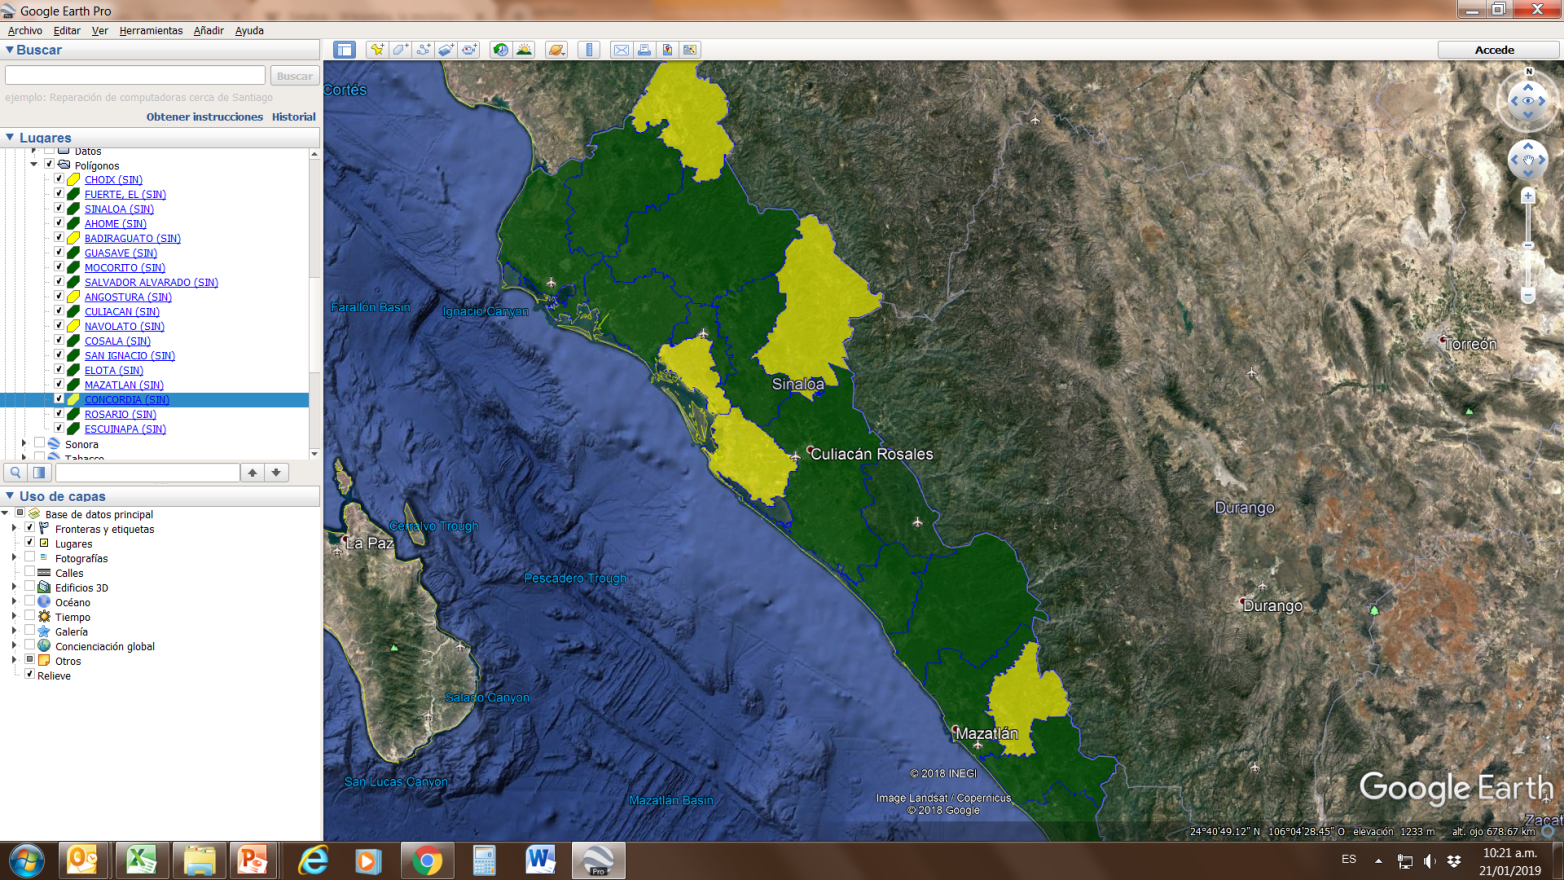 Google Earth Pro
Archivo Editar Ver Herramientas Añadir Ayuda
Buscar
Buscar
ejemplo: Reparación de computadoras cerca de Santiago
Obtener instrucciones Historial
Lugares
Datos
Polígonos
CHOIX (SIN)
FUERTE, EL (SIN)
SINALOA (SIN)
AHOME (SIN)
BADIRAGUATO (SIN)
GUASAVE (SIN)
MOCORITO (SIN)
SALVADOR ALVARADO (SIN)
ANGOSTURA (SIN)
CULIACAN (SIN)
NAVOLATO (SIN)
COSALA (SIN)
SAN IGNACIO (SIN)
ELOTA (SIN)
MAZATLAN (SIN)
CONCORDIA (SIN)
ROSARIO (SIN)
ESCUINAPA (SIN)
Sonora
Tabasco
Uso de capas
Base de datos principal
Fronteras y etiquetas
Lugares
Fotografías
Calles
Edificios 3D
Océano
Tiempo
Galería
Concienciación global
Otros
Relieve
Accede
N
Cortés
Farallón Basin
Ignacio Canyon
Torreón
Sinaloa
Culiacán Rosales
Durango
Cerralvo Trough
La Paz
Pescadero Trough
Durango
Salado Canyon
Mazatlán
San Lucas Canyon
Mazatlán Basin
© 2018 INEGI
Image Landsat / Copernicus
© 2018 Google
Google Earth
Zacat
24°40'49.12" N 106°04'28.45" O elevación 1233 m alt. ojo 678.67 km
Pro
ES
10:21 a.m.
21/01/2019